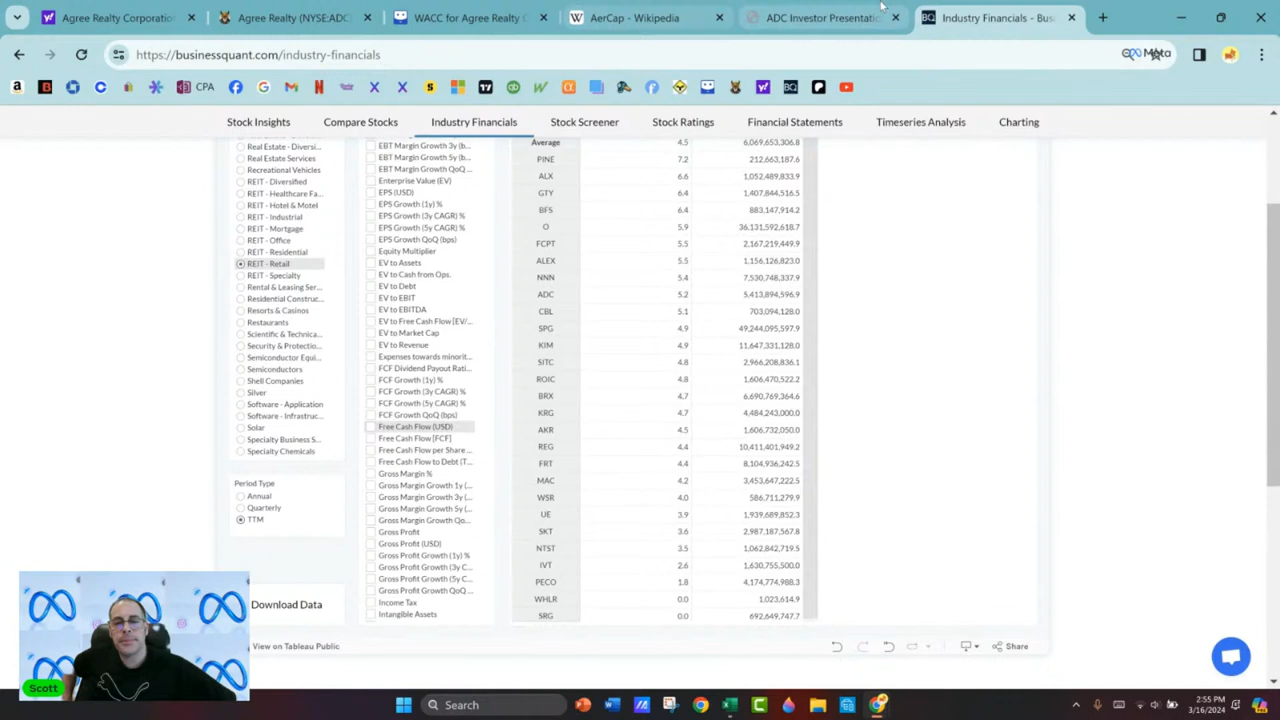 Agree Realty Corporatio
Agree Realty (NYSE:ADC
WACC for Agree Realty (
AerCap - Wikipedia
ADC Investor Presentatic
Industry Financials - Bus
https://businessquant.com/industry-financials
Meta
CPA
Stock Insights
Compare Stocks
Industry Financials
Stock Screener
Stock Ratings
Financial Statements
Timeseries Analysis
Charting
Real Estate - Diversi...
Real Estate Services
Recreational Vehicles
REIT - Diversified
REIT - Healthcare Fa...
REIT - Hotel & Motel
REIT - Industrial
REIT - Mortgage
REIT - Office
REIT - Residential
REIT - Retail
REIT - Specialty
Rental & Leasing Ser...
Residential Construc...
Resorts & Casinos
Restaurants
Scientific & Technica...
Security & Protectio...
Semiconductor Equi...
Semiconductors
Shell Companies
Silver
Software - Application
Software - Infrastruc...
Solar
Specialty Business S...
Specialty Chemicals
Period Type
Annual
Quarterly
TTM
Download Data
EBT Margin Growth 3y (b...
EBT Margin Growth 5y (b...
EBT Margin Growth QoQ ...
Enterprise Value (EV)
EPS (USD)
EPS Growth (1y) %
EPS Growth (3y CAGR) %
EPS Growth (5y CAGR) %
EPS Growth QoQ (bps)
Equity Multiplier
EV to Assets
EV to Cash from Ops.
EV to Debt
EV to EBIT
EV to EBITDA
EV to Free Cash Flow [EV/...
EV to Market Cap
EV to Revenue
Expenses towards minorit...
FCF Dividend Payout Rati...
FCF Growth (1y) %
FCF Growth (3y CAGR) %
FCF Growth (5y CAGR) %
FCF Growth QoQ (bps)
Free Cash Flow (USD)
Free Cash Flow [FCF]
Free Cash Flow per Share ...
Free Cash Flow to Debt (T...
Gross Margin %
Gross Margin Growth 1y (...
Gross Margin Growth 3y (...
Gross Margin Growth 5y (...
Gross Margin Growth Qo...
Gross Profit
Gross Profit (USD)
Gross Profit Growth (1y) %
Gross Profit Growth (3y C...
Gross Profit Growth (5y C...
Gross Profit Growth QoQ ...
Income Tax
Intangible Assets
Average 4.5 6,069,653,306.8
PINE 7.2 212,663,187.6
ALX 6.6 1,052,489,833.9
GTY 6.4 1,407,844,516.5
BFS 6.4 883,147,914.2
O 5.9 36,131,592,618.7
FCPT 5.5 2,167,219,449.9
ALEX 5.5 1,156,126,823.0
NNN 5.4 7,530,748,337.9
ADC 5.2 5,413,894,596.9
CBL 5.1 703,094,128.0
SPG 4.9 49,244,095,597.9
KIM 4.9 11,647,331,128.0
SITC 4.8 2,966,208,836.1
ROIC 4.8 1,606,470,522.2
BRX 4.7 6,690,769,364.6
KRG 4.7 4,484,243,000.0
AKR 4.5 1,606,732,050.0
REG 4.4 10,411,401,949.2
FRT 4.4 8,104,936,242.5
MAC 4.2 3,453,647,222.5
WSR 4.0 586,711,279.9
UE 3.9 1,939,689,852.3
SKT 3.6 2,987,187,567.8
NTST 3.5 1,062,842,719.5
IVT 2.6 1,630,755,500.0
PECO 1.8 4,174,774,988.3
WHLR 0.0 1,023,614.9
SRG 0.0 692,649,747.7
View on Tableau Public
Share
Scott
Search
2:55 PM
3/16/2024